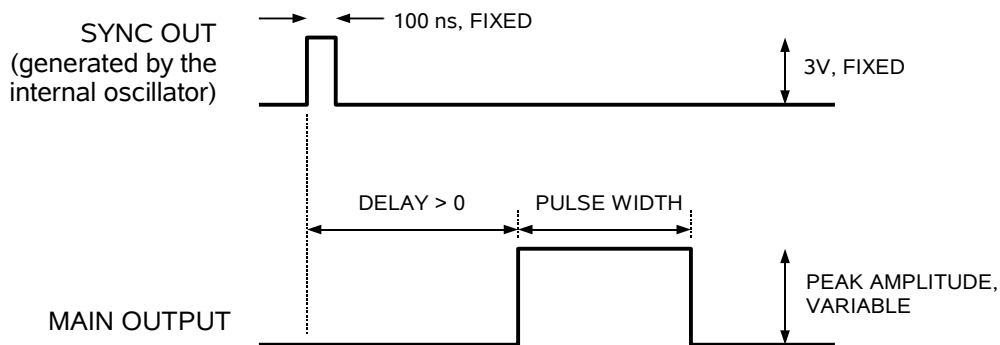 100 ns, FIXED
SYNC OUT
(generated by the
internal oscillator)
3V, FIXED
DELAY > 0
PULSE WIDTH
PEAK AMPLITUDE,
VARIABLE
MAIN OUTPUT